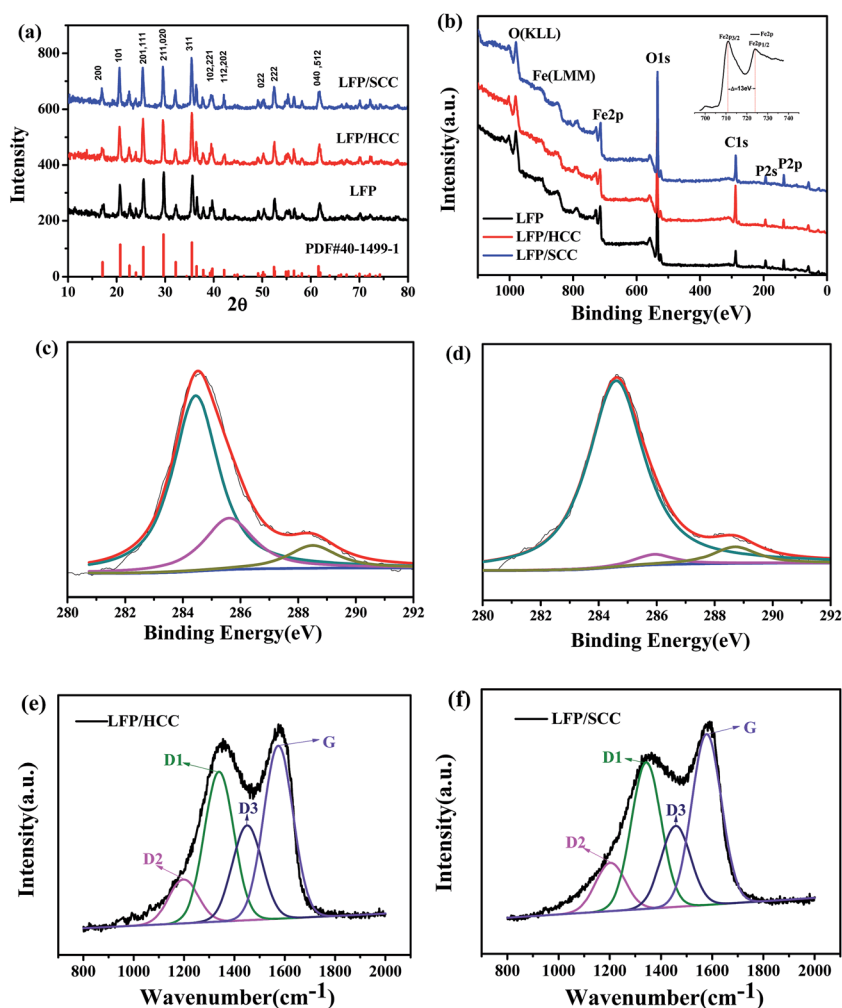 (a)
800
600
400
200
0
Intensity
200
101
201,111
211,020
311
102,221
112,202
022
222
040 ,512
LFP/SCC
LFP/HCC
LFP
PDF#40-1499-1
10 20 30 40 50 60 70 80
2θ
(b)
Intensity(a.u.)
O(KLL)
Fe(LMM)
Fe2p
O1s
C1s
P2s
P2p
Fe2p3/2
Fe2p
Fe2p1/2
-Δ=13eV-
700 710 720 730 740
LFP
LFP/HCC
LFP/SCC
1000 800 600 400 200 0
Binding Energy(eV)
(c)
280 282 284 286 288 290 292
Binding Energy(eV)
(d)
280 282 284 286 288 290 292
Binding Energy(eV)
(e)
LFP/HCC
Intensity(a.u.)
D1
D2
D3
G
800 1200 1400 1600 2000
Wavenumber(cm-1)
(f)
LFP/SCC
Intensity(a.u.)
D1
D2
D3
G
800 1200 1400 1600 2000
Wavenumber(cm-1)